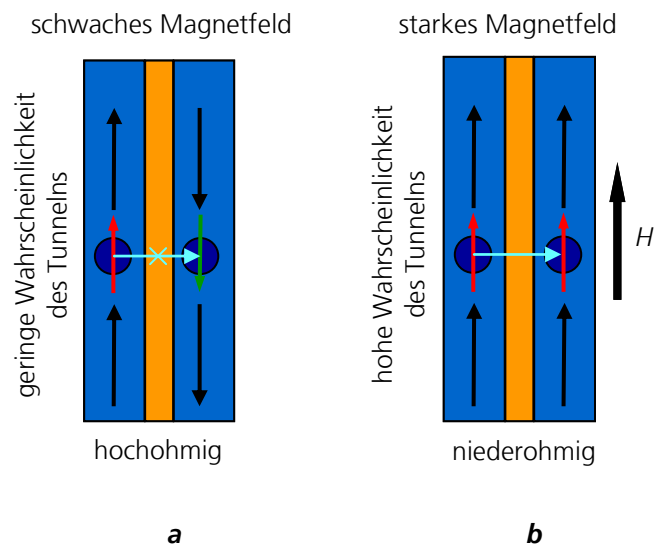 schwaches Magnetfeld
geringe Wahrscheinlichkeit
des Tunnelns
hochohmig
a
starkes Magnetfeld
hohe Wahrscheinlichkeit
des Tunnelns
H
niederohmig
b